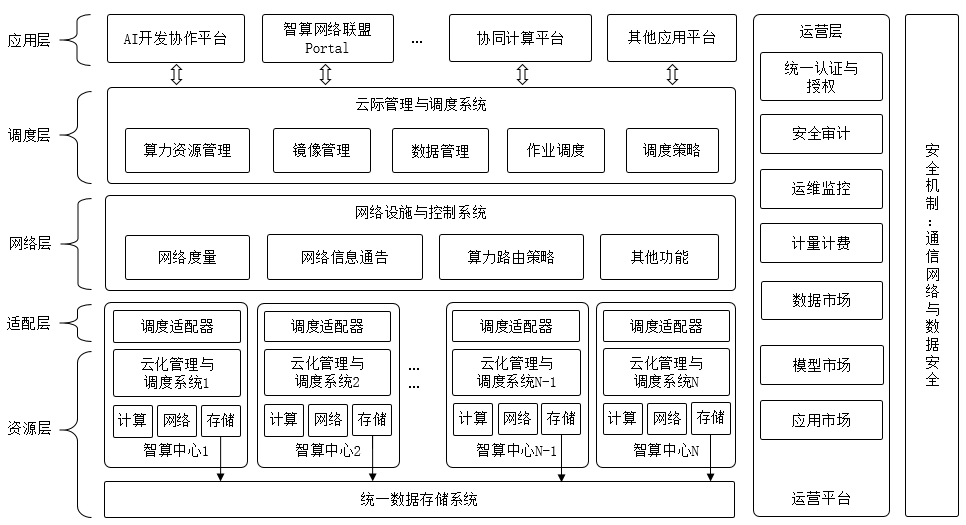 应用层
AI开发协作平台
智算网络联盟
Portal
…
协同计算平台
其他应用平台
调度层
云际管理与调度系统
算力资源管理
镜像管理
数据管理
作业调度
调度策略
网络层
网络设施与控制系统
网络度量
网络信息通告
算力路由策略
其他功能
适配层
调度适配器
调度适配器
调度适配器
调度适配器
资源层
云化管理与
调度系统1
云化管理与
调度系统2
…
…
云化管理与
调度系统N-1
云化管理与
调度系统N
计算
网络
存储
计算
网络
存储
计算
网络
存储
计算
网络
存储
智算中心1
智算中心2
智算中心N-1
智算中心N
统一数据存储系统
运营层
统一认证与
授权
安全审计
运维监控
计量计费
数据市场
模型市场
应用市场
运营平台
安全机制:通信网络与数据安全